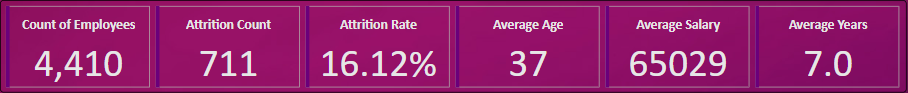 Count of Employees
4,410
Attrition Count
711
Attrition Rate
16.12%
Average Age
37
Average Salary
65029
Average Years
7.0